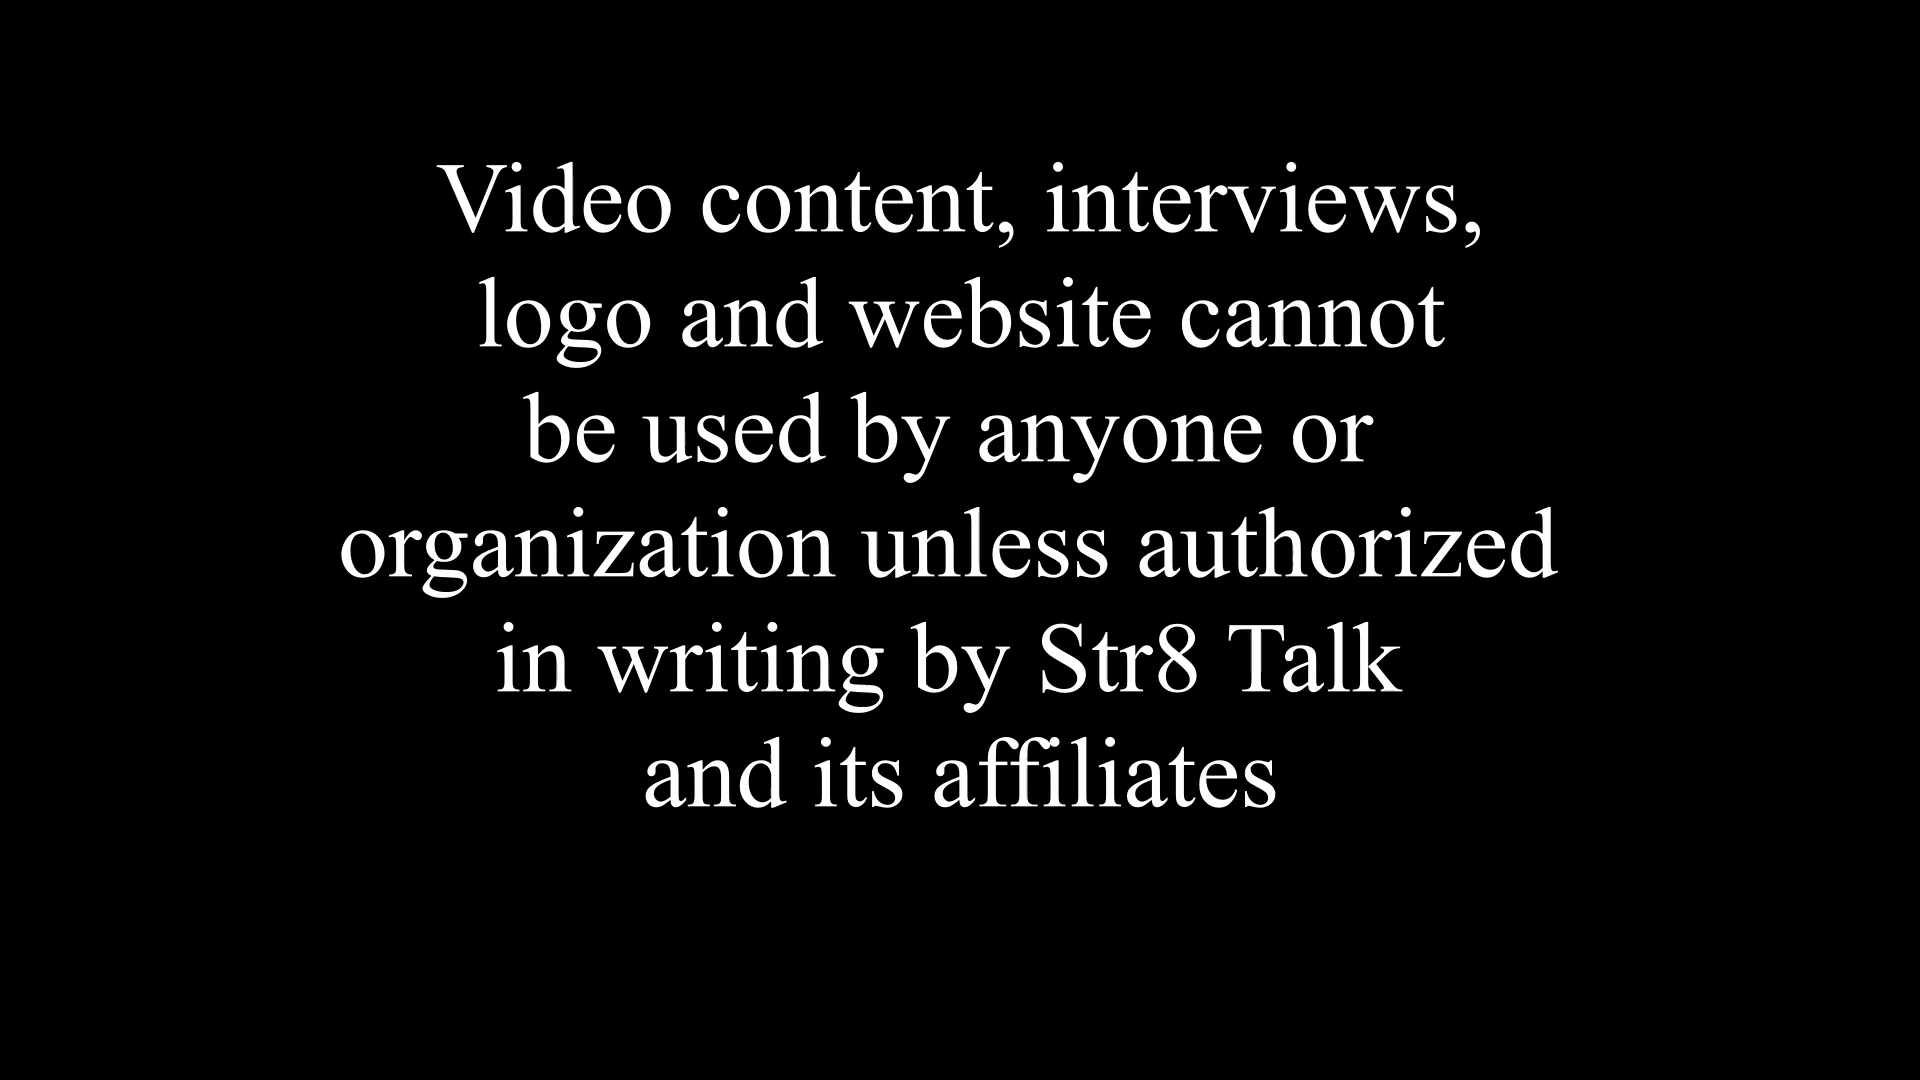 Video content, interviews,
logo and website cannot
be used by anyone or
organization unless authorized
in writing by Str8 Talk
and its affiliates